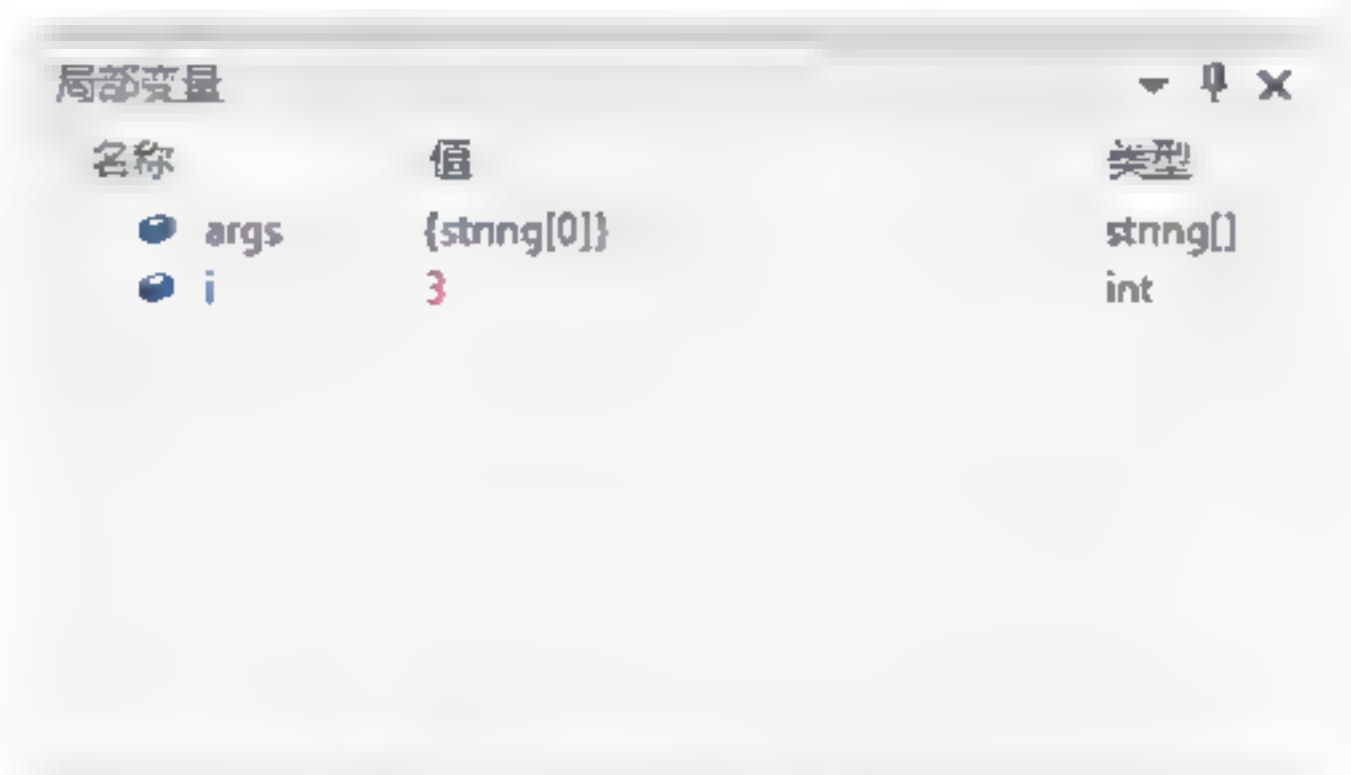 局部变量
名称 值 类型
args {string[0]} string[]
i 3 int